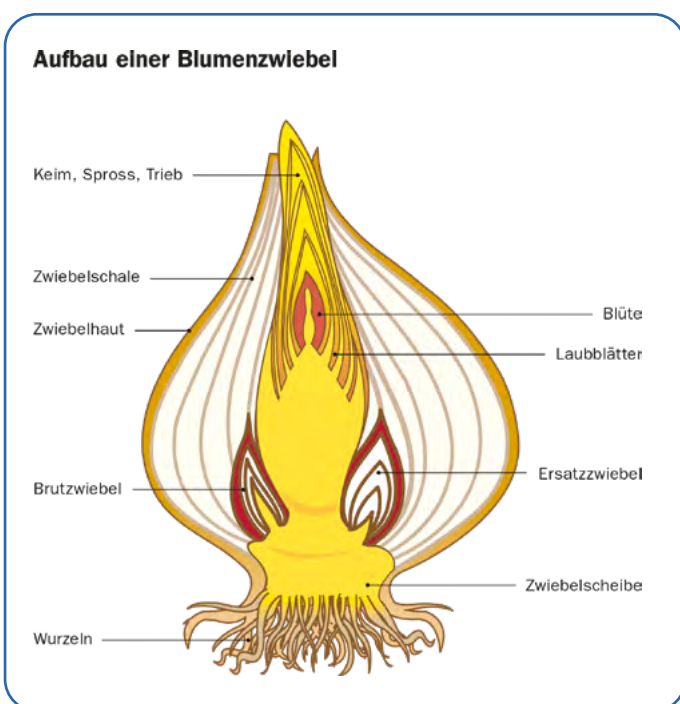 Aufbau einer Blumenzwiebel
Keim, Spross, Trieb
Zwiebelschale
Zwiebelhaut
Blüte
Laubblätter
Brutzwiebel
Ersatzzwiebel
Zwiebelscheibe
Wurzeln